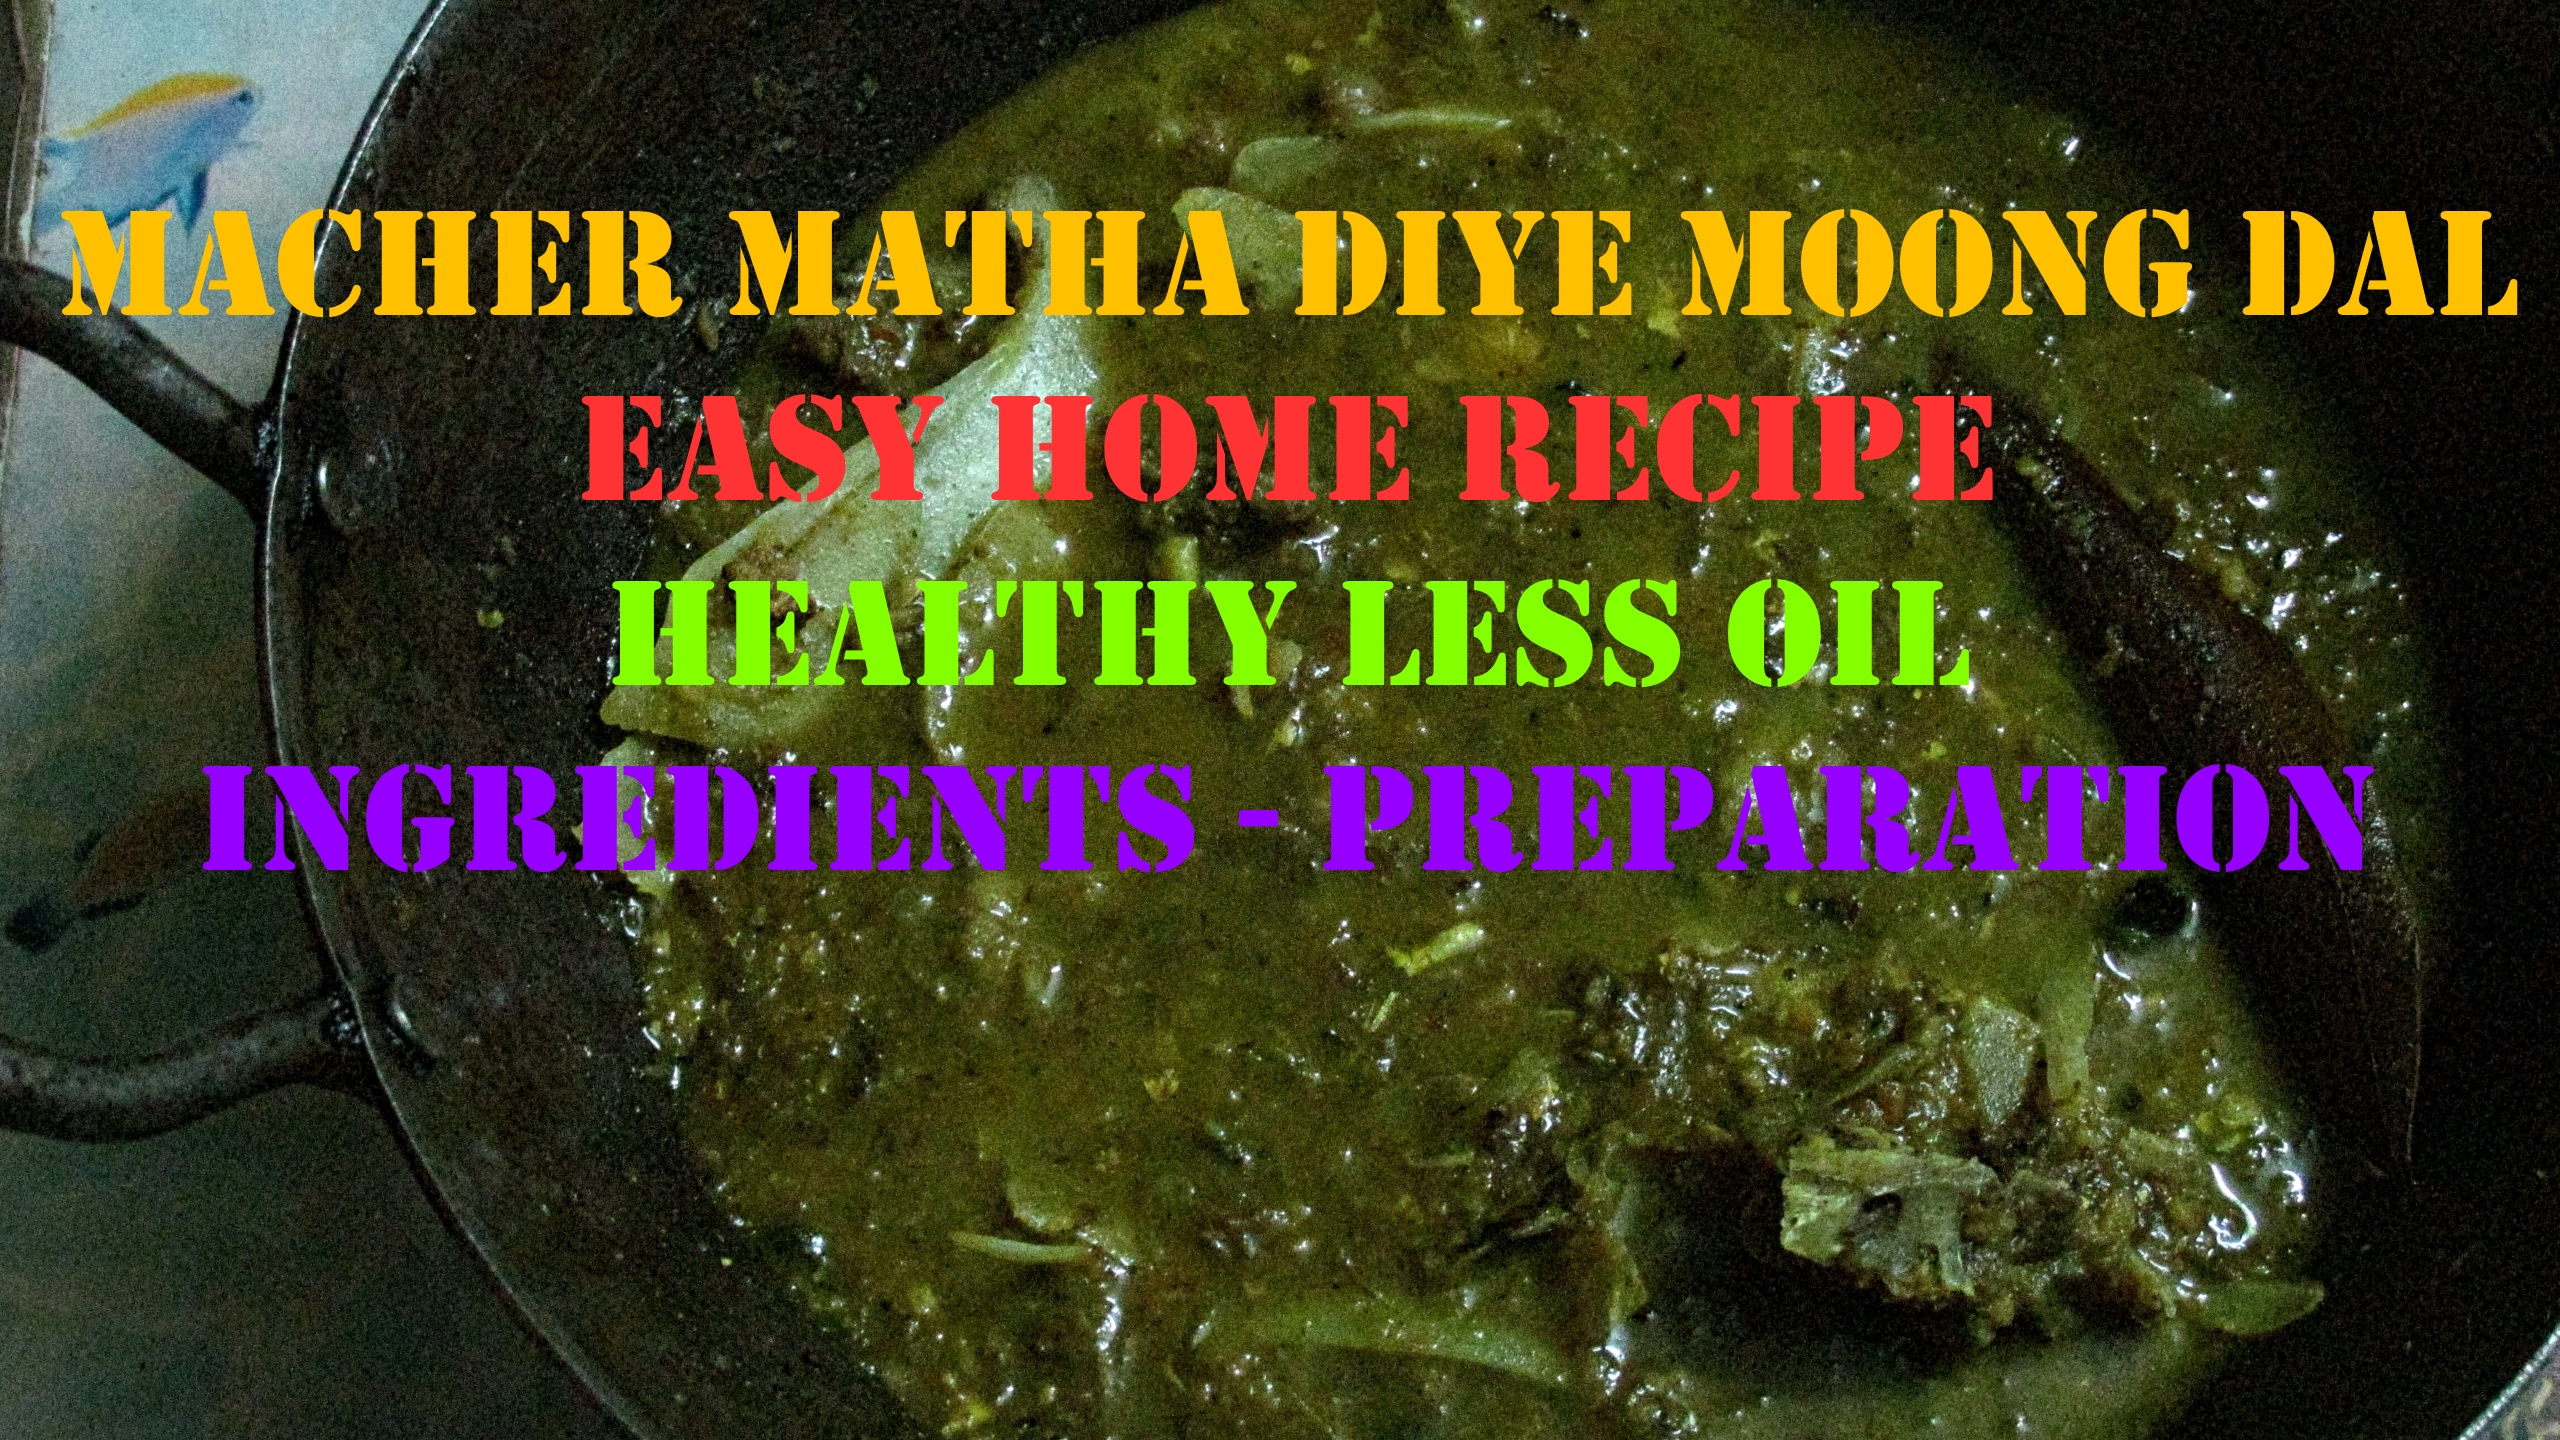 MACHER MATHA DIYE MOONG DAL
EASY HOME RECIPE
HEALTHY LESS OIL
INGREDIENTS - PREPARATION